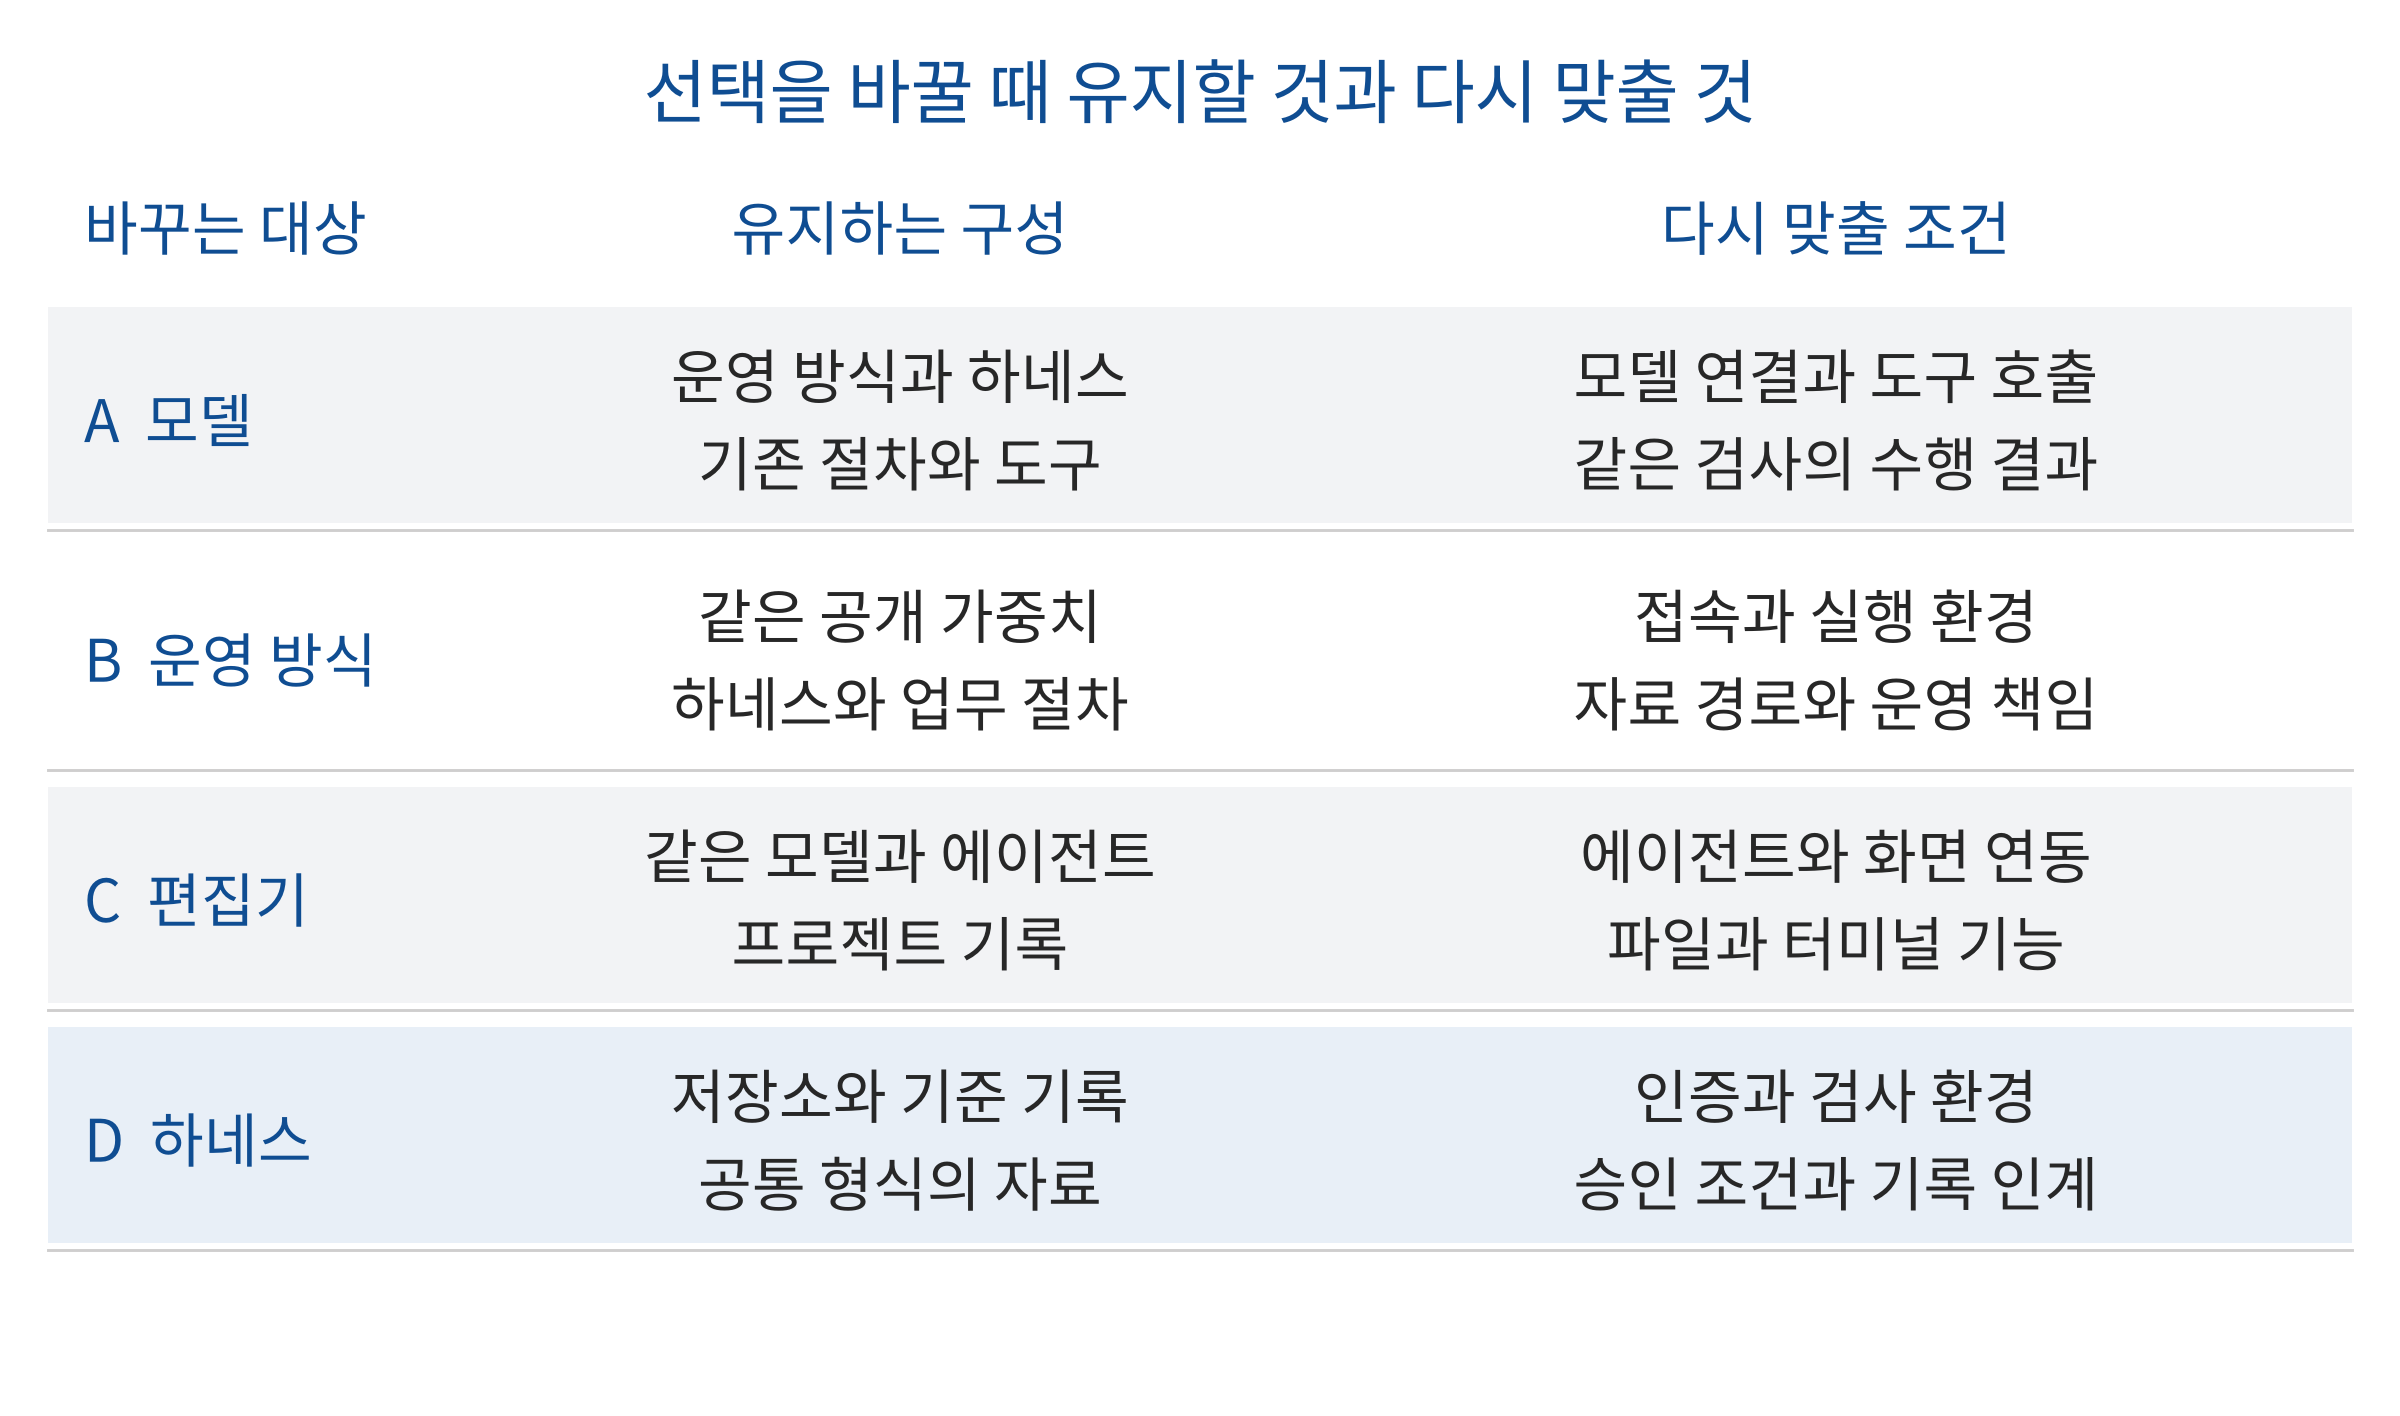 선택을 바꿀 때 유지할 것과 다시 맞출 것
바꾸는 대상 유지하는 구성 다시 맞출 조건
A 모델
운영 방식과 하네스
기존 절차와 도구
모델 연결과 도구 호출
같은 검사의 수행 결과
B 운영 방식
같은 공개 가중치
하네스와 업무 절차
접속과 실행 환경
자료 경로와 운영 책임
C 편집기
같은 모델과 에이전트
프로젝트 기록
에이전트와 화면 연동
파일과 터미널 기능
D 하네스
저장소와 기준 기록
공통 형식의 자료
인증과 검사 환경
승인 조건과 기록 인계